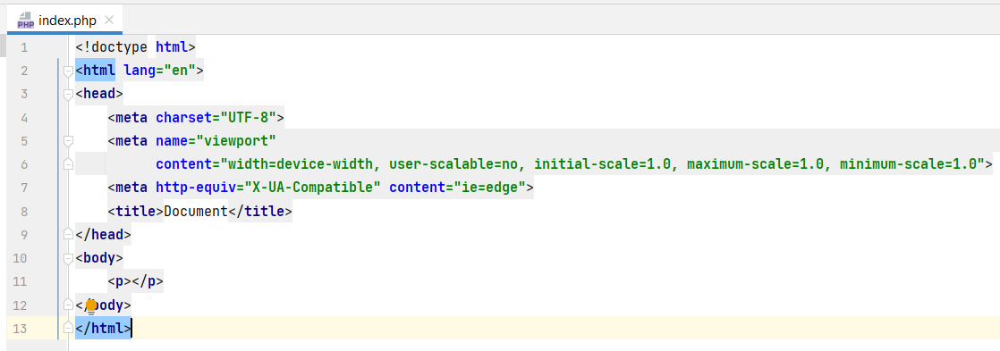 index.php
PHP
1 <!doctype html>
2 <html lang="en">
3 <head>
4     <meta charset="UTF-8">
5     <meta name="viewport"
6           content="width=device-width, user-scalable=no, initial-scale=1.0, maximum-scale=1.0, minimum-scale=1.0">
7     <meta http-equiv="X-UA-Compatible" content="ie=edge">
8     <title>Document</title>
9 </head>
10 <body>
11     <p></p>
12 </body>
13 </html>